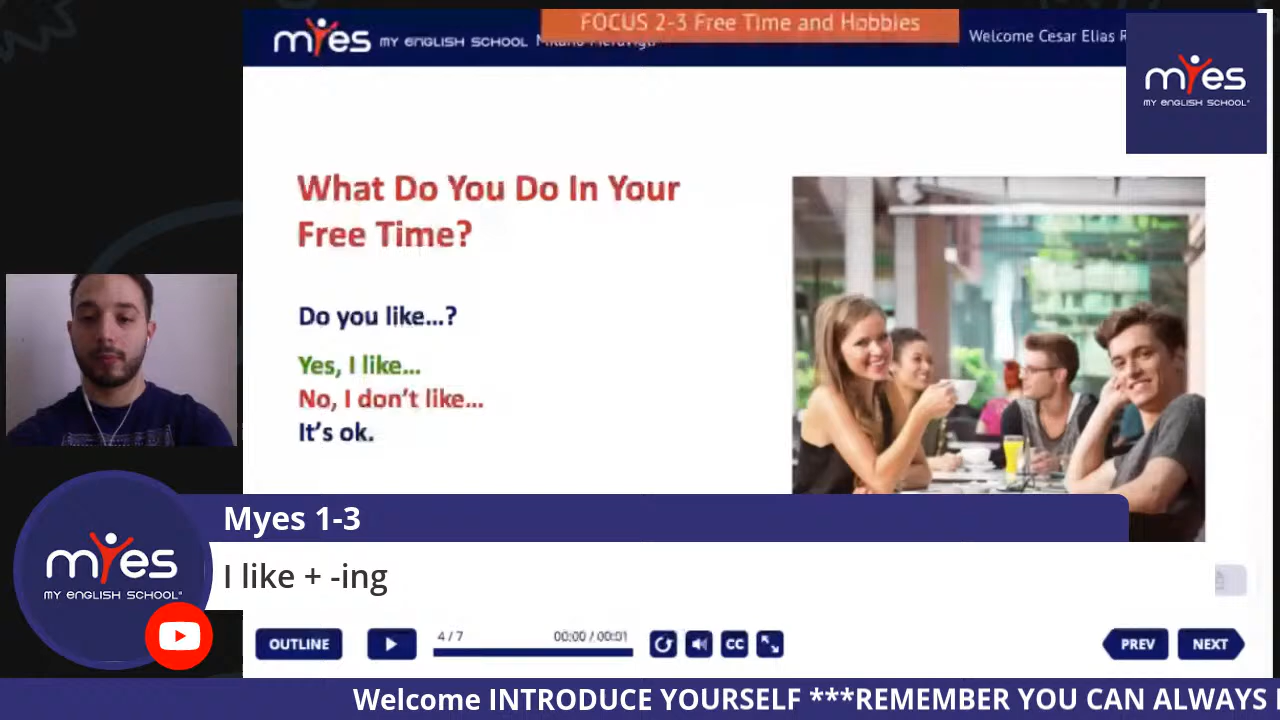 FOCUS 2-3 Free Time and Hobbies
myes MY ENGLISH SCHOOL
Welcome Cesar Elias R
myes
MY ENGLISH SCHOOL
What Do You Do In Your
Free Time?
Do you like...?
Yes, I like...
No, I don't like...
It's ok.
Myes 1-3
I like + -ing
myes
MY ENGLISH SCHOOL
OUTLINE
4 / 7
00:00 / 00:01
CC
PREV
NEXT
Welcome INTRODUCE YOURSELF ***REMEMBER YOU CAN ALWAYS